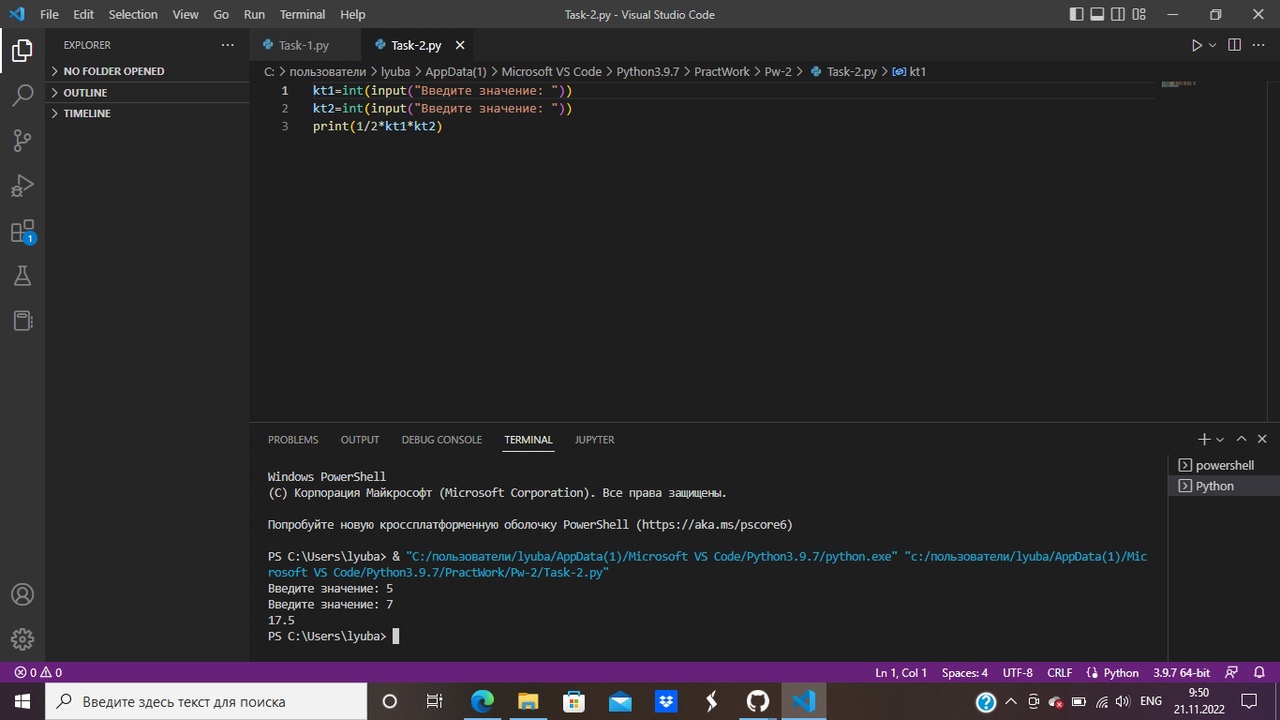 File Edit Selection View Go Run Terminal Help
Task-2.py - Visual Studio Code
EXPLORER
NO FOLDER OPENED
OUTLINE
TIMELINE
1
Task-1.py
Task-2.py
C: > пользователи > lyuba > AppData(1) > Microsoft VS Code > Python3.9.7 > PractWork > Pw-2 > Task-2.py > kt1
1 kt1=int(input("Введите значение: "))
2 kt2=int(input("Введите значение: "))
3 print(1/2*kt1*kt2)
PROBLEMS OUTPUT DEBUG CONSOLE TERMINAL JUPYTER
Windows PowerShell
(C) Корпорация Майкрософт (Microsoft Corporation). Все права защищены.
Попробуйте новую кроссплатформенную оболочку PowerShell (https://aka.ms/pscore6)
PS C:\Users\lyuba> & "C:/пользователи/lyuba/AppData(1)/Microsoft VS Code/Python3.9.7/python.exe" "c:/пользователи/lyuba/AppData(1)/Mic
rosoft VS Code/Python3.9.7/PractWork/Pw-2/Task-2.py"
Введите значение: 5
Введите значение: 7
17.5
PS C:\Users\lyuba>
powershell
Python
0 0
Ln 1, Col 1 Spaces: 4 UTF-8 CRLF Python 3.9.7 64-bit
Введите здесь текст для поиска
ENG
9:50
21.11.2022